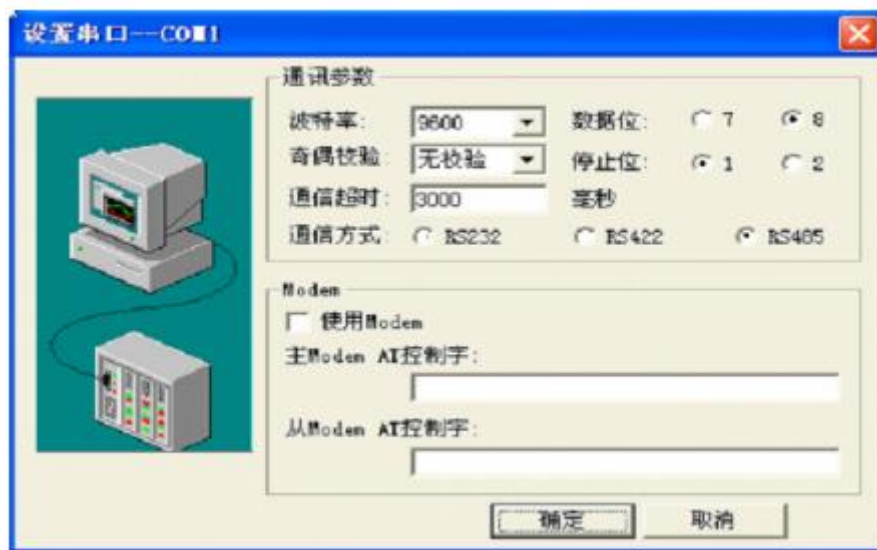 设置串口--COM1
通讯参数
波特率: 9600 数据位: 7 8
奇偶校验: 无校验 停止位: 1 2
通信超时: 3000 毫秒
通信方式: RS232 RS422 RS485
Modem
使用Modem
主Modem AT控制字:
从Modem AT控制字:
确定 取消